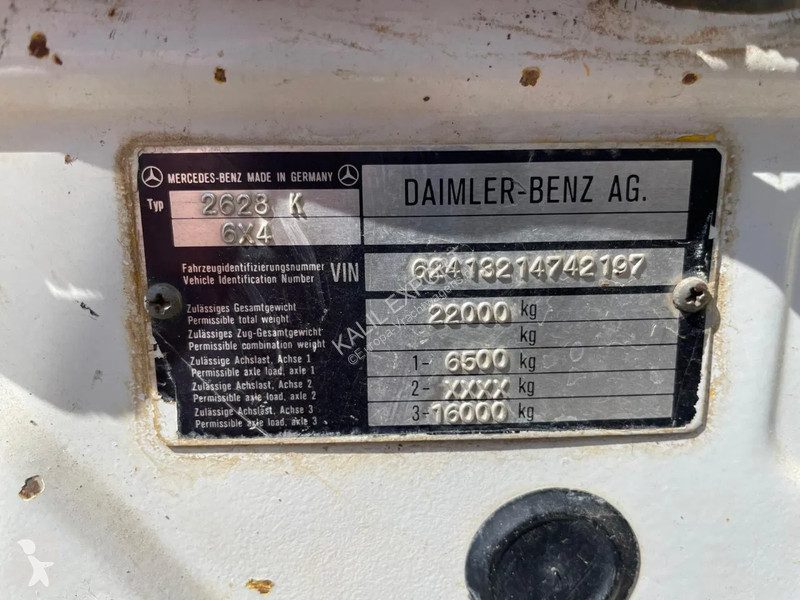 MERCEDES-BENZ MADE IN GERMANY
DAIMLER-BENZ AG.
Typ
2628 K
6X4
Fahrzeugidentifizierungsnummer
Vehicle Identification Number
VIN
62413214742197
Zulässiges Gesamtgewicht
Permissible total weight
22000 kg
Zulässiges Zug-Gesamtgewicht
Permissible combination weight
kg
Zulässige Achslast, Achse 1
Permissible axle load, axle 1
1- 6500 kg
Zulässige Achslast, Achse 2
Permissible axle load, axle 2
2- XXXX kg
Zulässige Achslast, Achse 3
Permissible axle load, axle 3
3- 16000 kg